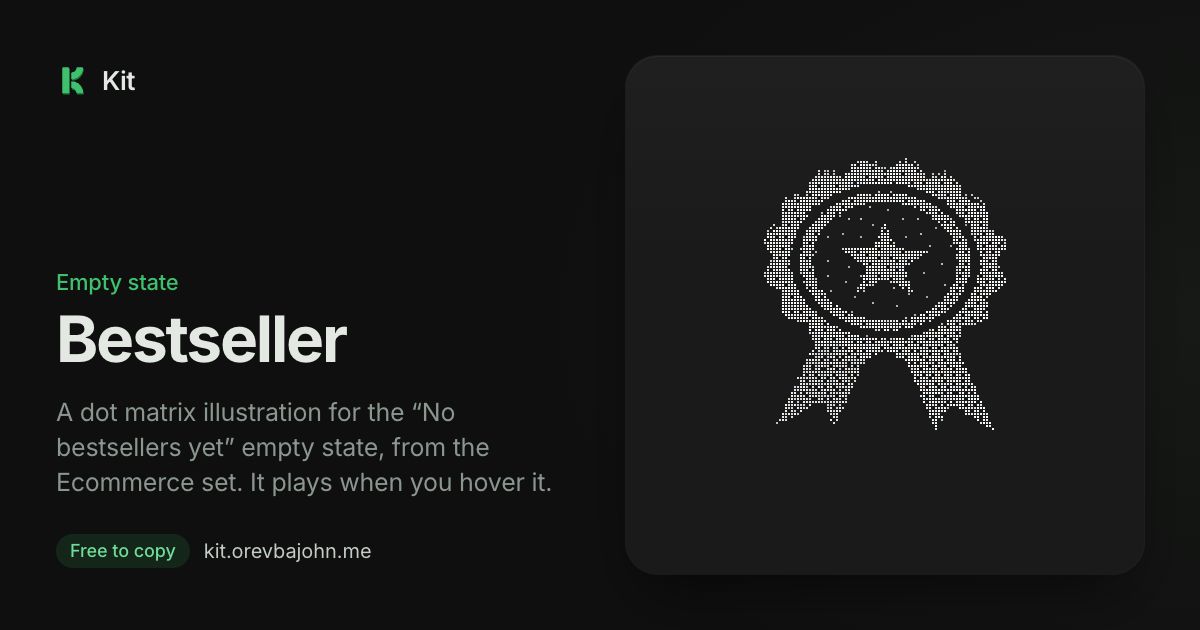 Kit
Empty state
Bestseller
A dot matrix illustration for the “No
bestsellers yet” empty state, from the
Ecommerce set. It plays when you hover it.
Free to copy
kit.orevbajohn.me